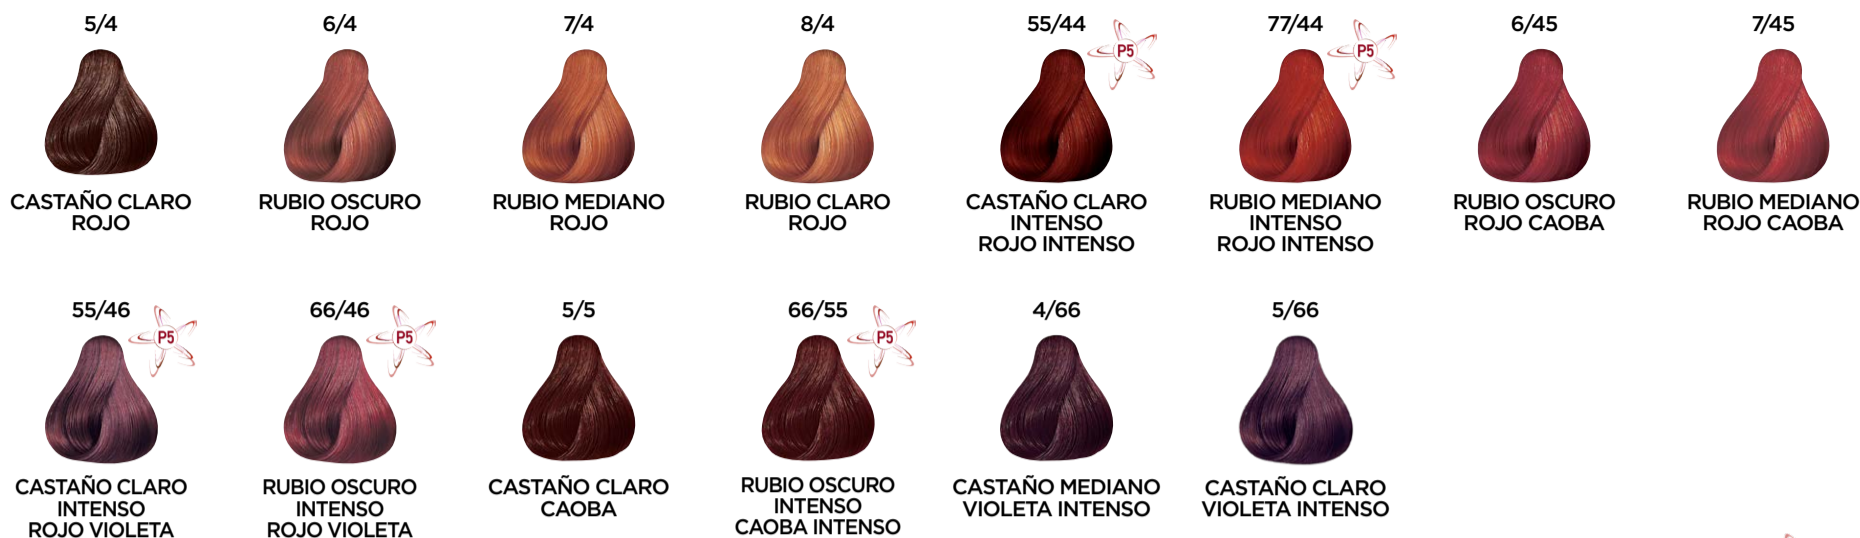 5/4
6/4
7/4
8/4
55/44
P5
77/44
P5
6/45
7/45
CASTAÑO CLARO
ROJO
RUBIO OSCURO
ROJO
RUBIO MEDIANO
ROJO
RUBIO CLARO
ROJO
CASTAÑO CLARO
INTENSO
ROJO INTENSO
RUBIO MEDIANO
INTENSO
ROJO INTENSO
RUBIO OSCURO
ROJO CAOBA
RUBIO MEDIANO
ROJO CAOBA
55/46
P5
66/46
P5
5/5
66/55
P5
4/66
5/66
CASTAÑO CLARO
INTENSO
ROJO VIOLETA
RUBIO OSCURO
INTENSO
ROJO VIOLETA
CASTAÑO CLARO
CAOBA
RUBIO OSCURO
INTENSO
CAOBA INTENSO
CASTAÑO MEDIANO
VIOLETA INTENSO
CASTAÑO CLARO
VIOLETA INTENSO